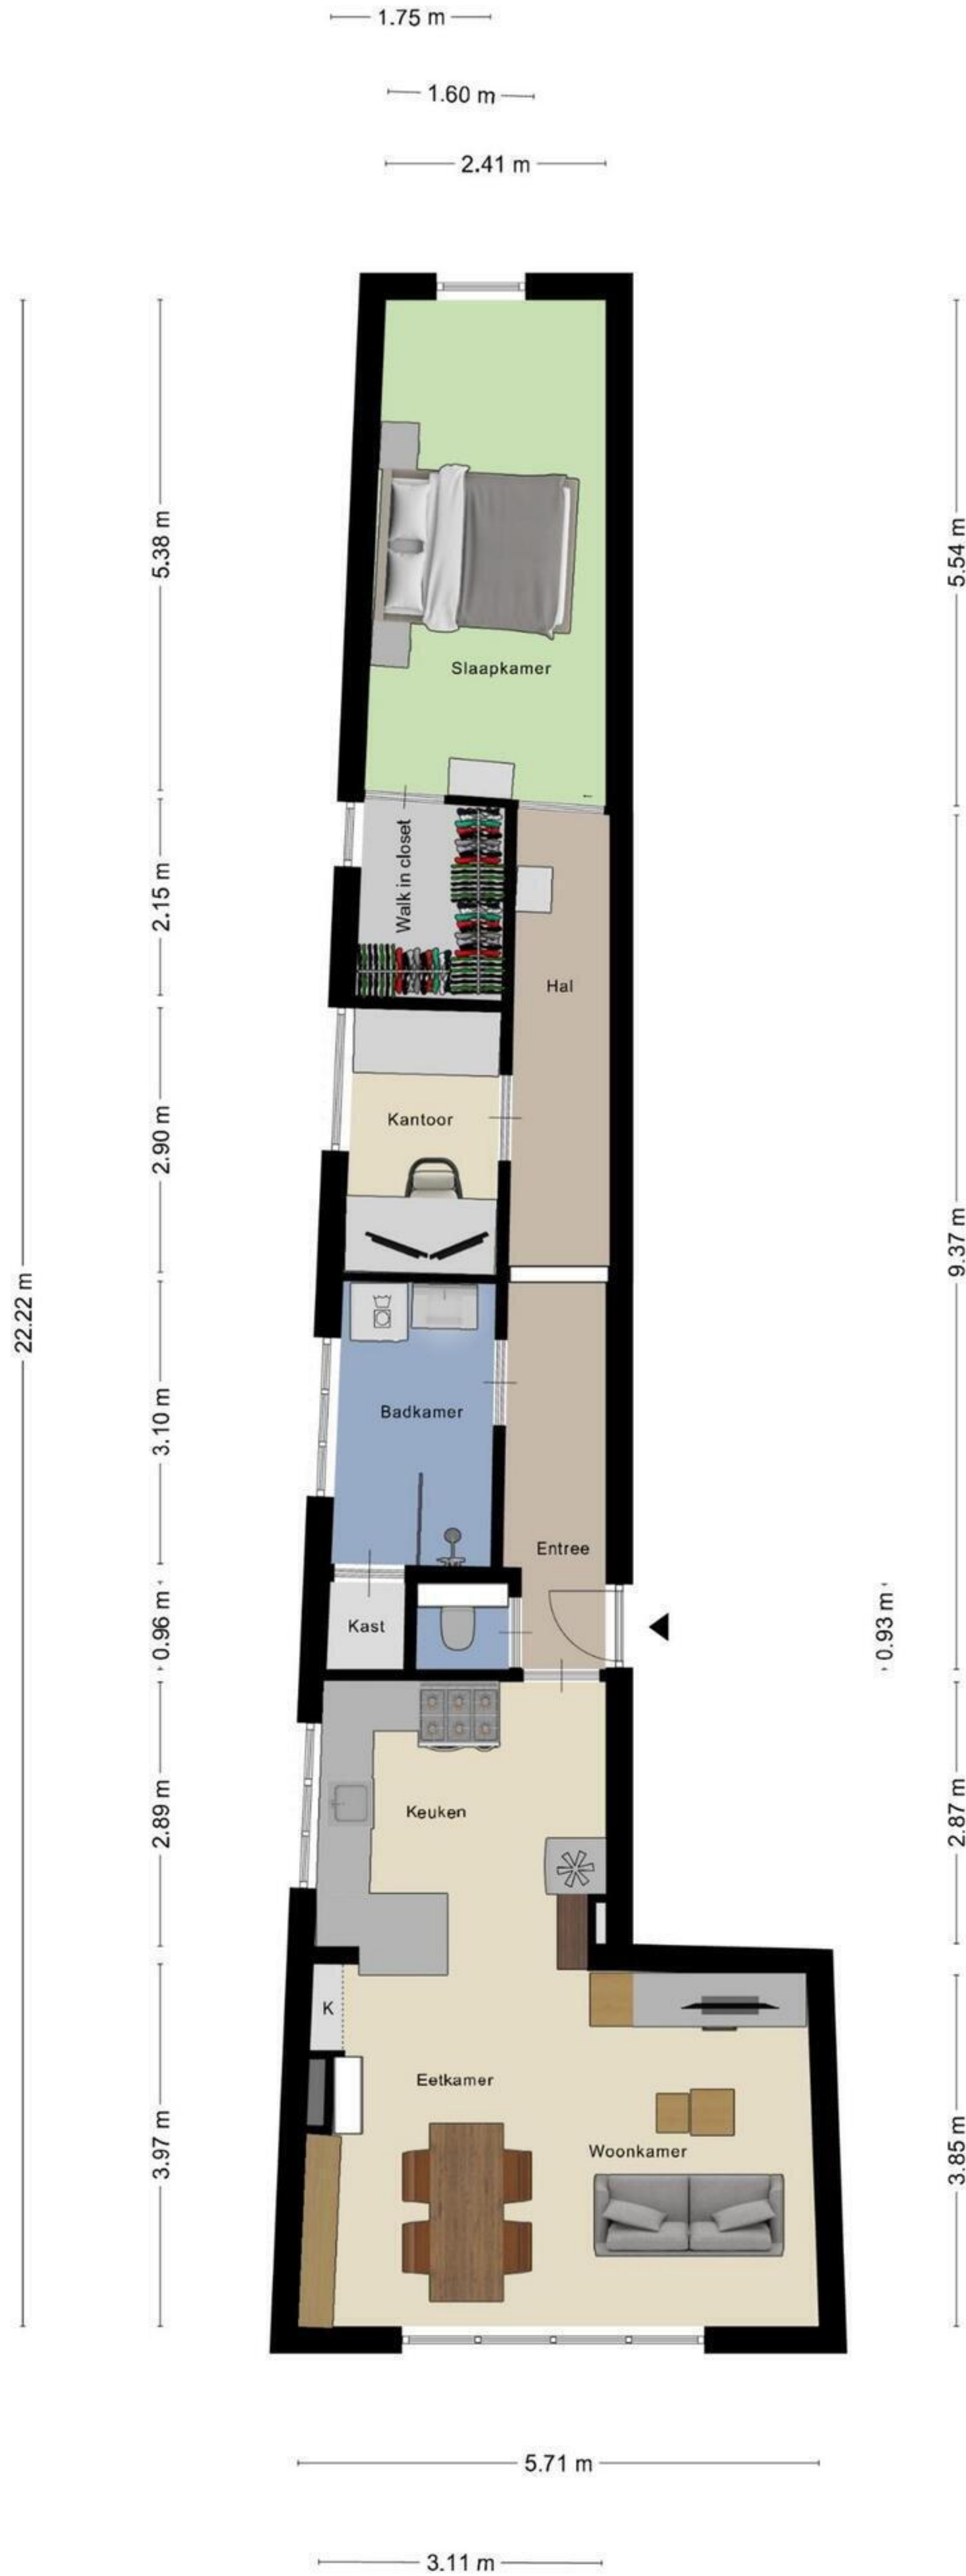 1.75 m
1.60 m
2.41 m
5.38 m
5.54 m
Slaapkamer
Walk in closet
2.15 m
Hal
Kantoor
2.90 m
9.37 m
22.22 m
Badkamer
3.10 m
Entree
Kast
0.96 m
0.93 m
Keuken
2.89 m
2.87 m
K
Eetkamer
Woonkamer
3.97 m
3.85 m
5.71 m
3.11 m